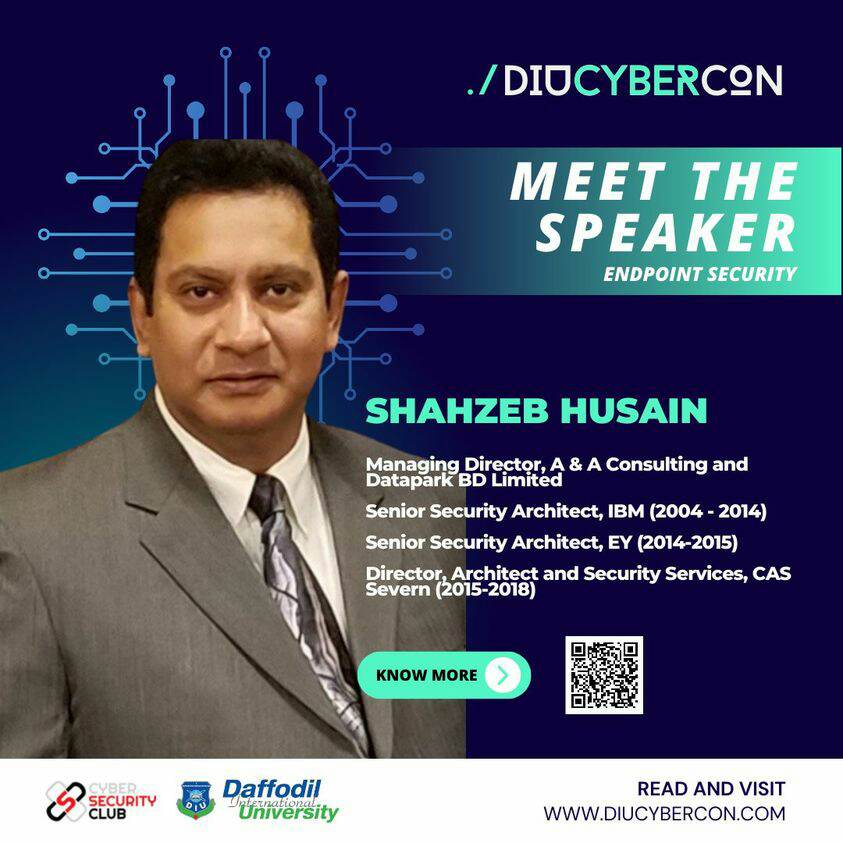 ./DIUCYBERCON
MEET THE
SPEAKER
ENDPOINT SECURITY
SHAHZEB HUSAIN
Managing Director, A & A Consulting and
Datapark BD Limited
Senior Security Architect, IBM (2004 - 2014)
Senior Security Architect, EY (2014-2015)
Director, Architect and Security Services, CAS
Severn (2015-2018)
KNOW MORE
CYBER
SECURITY
CLUB
DIU
Daffodil
International
University
READ AND VISIT
WWW.DIUCYBERCON.COM